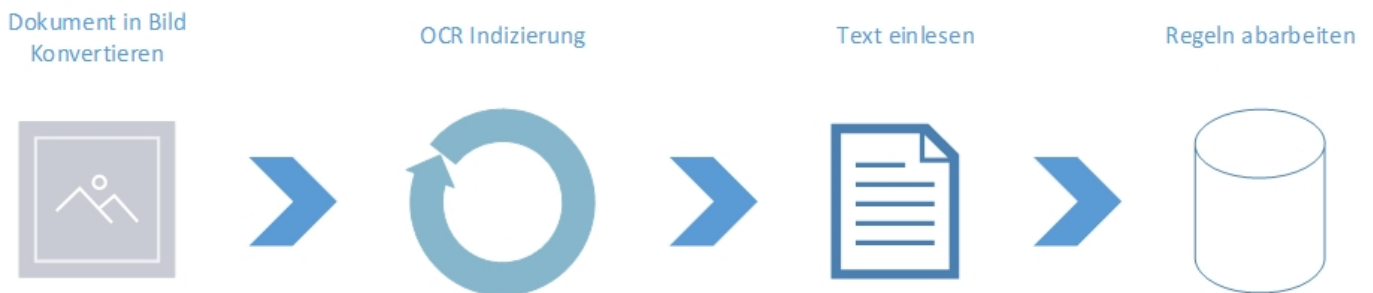 Dokument in Bild
Konvertieren
OCR Indizierung
Text einlesen
Regeln abarbeiten